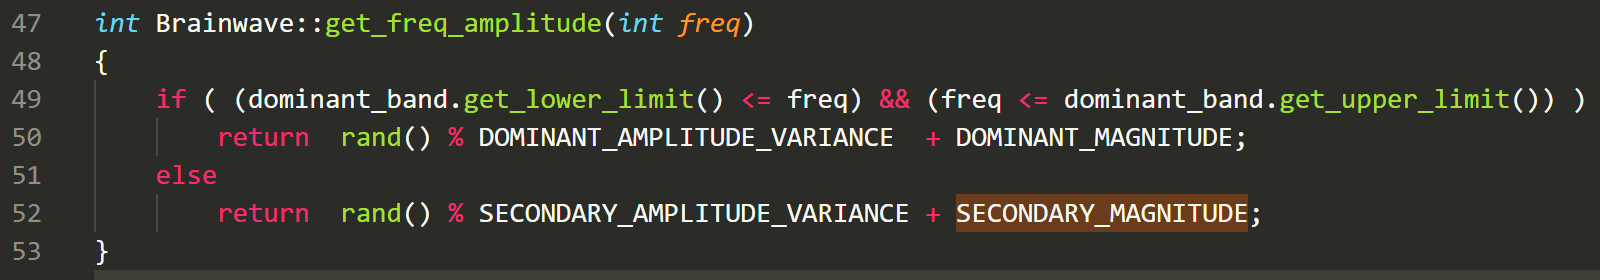 47 int Brainwave::get_freq_amplitude(int freq)
48 {
49 if ( (dominant_band.get_lower_limit() <= freq) && (freq <= dominant_band.get_upper_limit()) )
50 return  rand() % DOMINANT_AMPLITUDE_VARIANCE  + DOMINANT_MAGNITUDE;
51 else
52 return  rand() % SECONDARY_AMPLITUDE_VARIANCE + SECONDARY_MAGNITUDE;
53 }